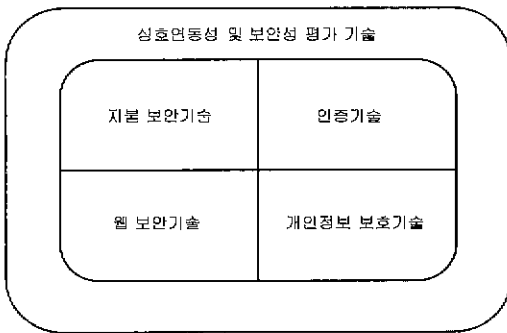 상호연동성 및 보안성 평가 기술
지불 보안기술
인증기술
웹 보안기술
개인정보 보호기술